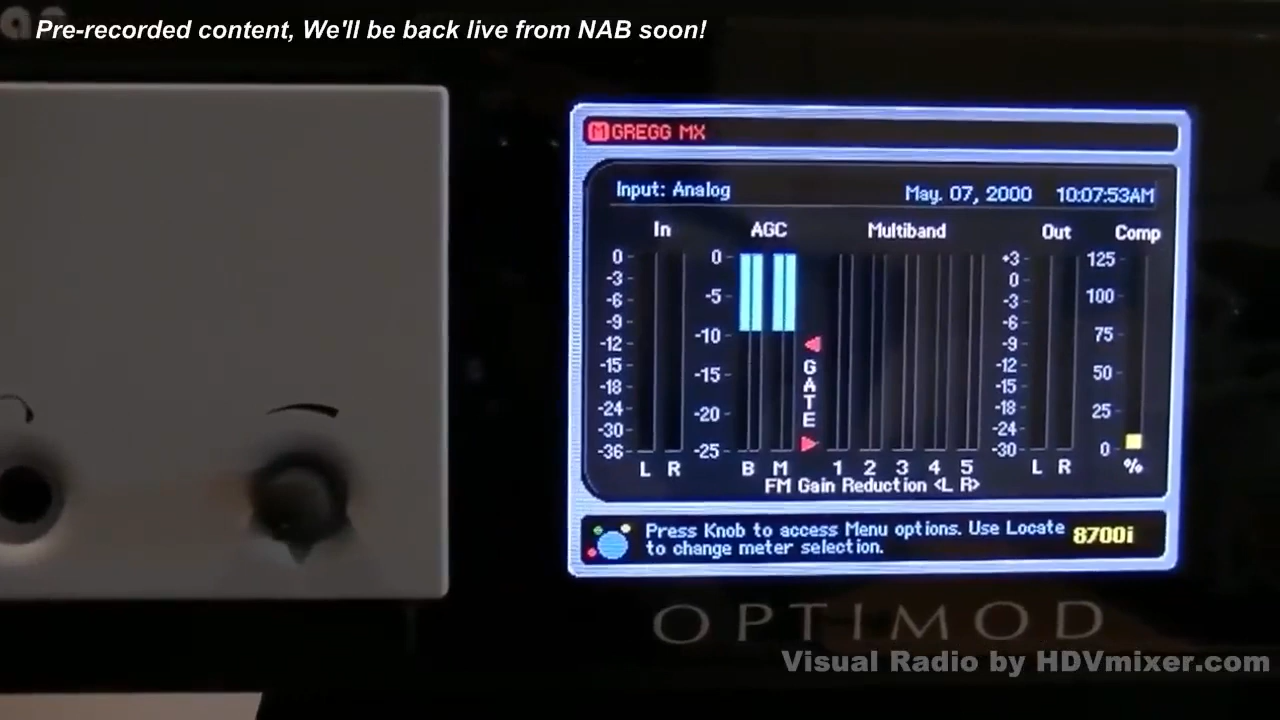 Pre-recorded content, We'll be back live from NAB soon!
M GREGG MX
Input: Analog May. 07, 2000 10:07:53AM
In AGC Multiband Out Comp
0 0 +3 125
-3 -5 0 100
-6 -10 -3 75
-9 -15 -6 50
-12 -20 -9 25
-15 -25 -12 0
-18 -15
-24 -18
-30 -24
-36 -30
GATE
L R B M 1 2 3 4 5 L R %
FM Gain Reduction <L R>
Press Knob to access Menu options. Use Locate
to change meter selection.
8700i
OPTIMOD
Visual Radio by HDVmixer.com